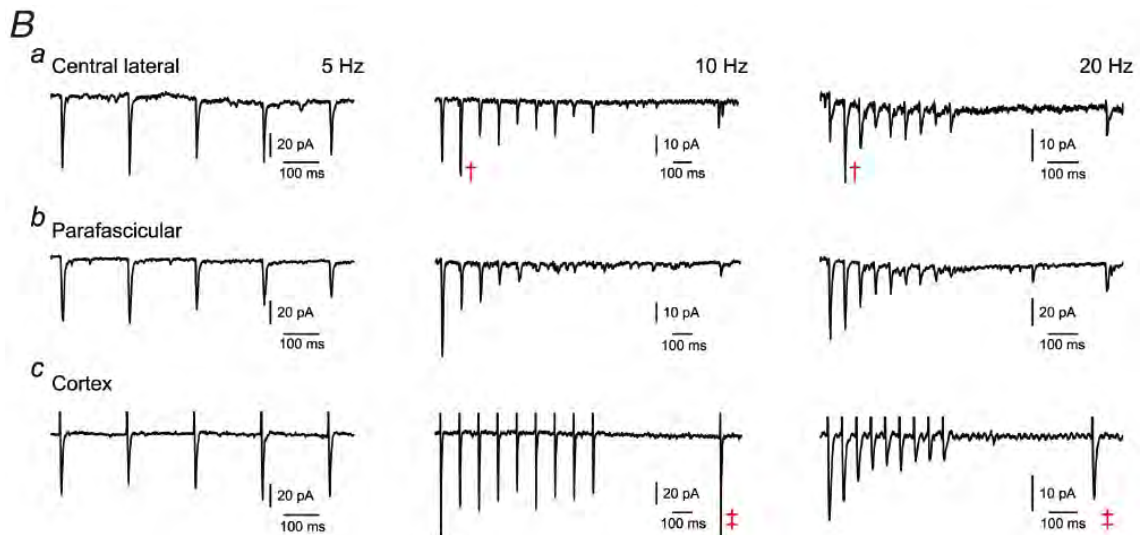 B
a Central lateral 5 Hz 10 Hz 20 Hz
20 pA 10 pA 10 pA
100 ms 100 ms 100 ms
† †
b Parafascicular
20 pA 10 pA 20 pA
100 ms 100 ms 100 ms
c Cortex
20 pA 20 pA 10 pA
100 ms 100 ms 100 ms
‡ ‡